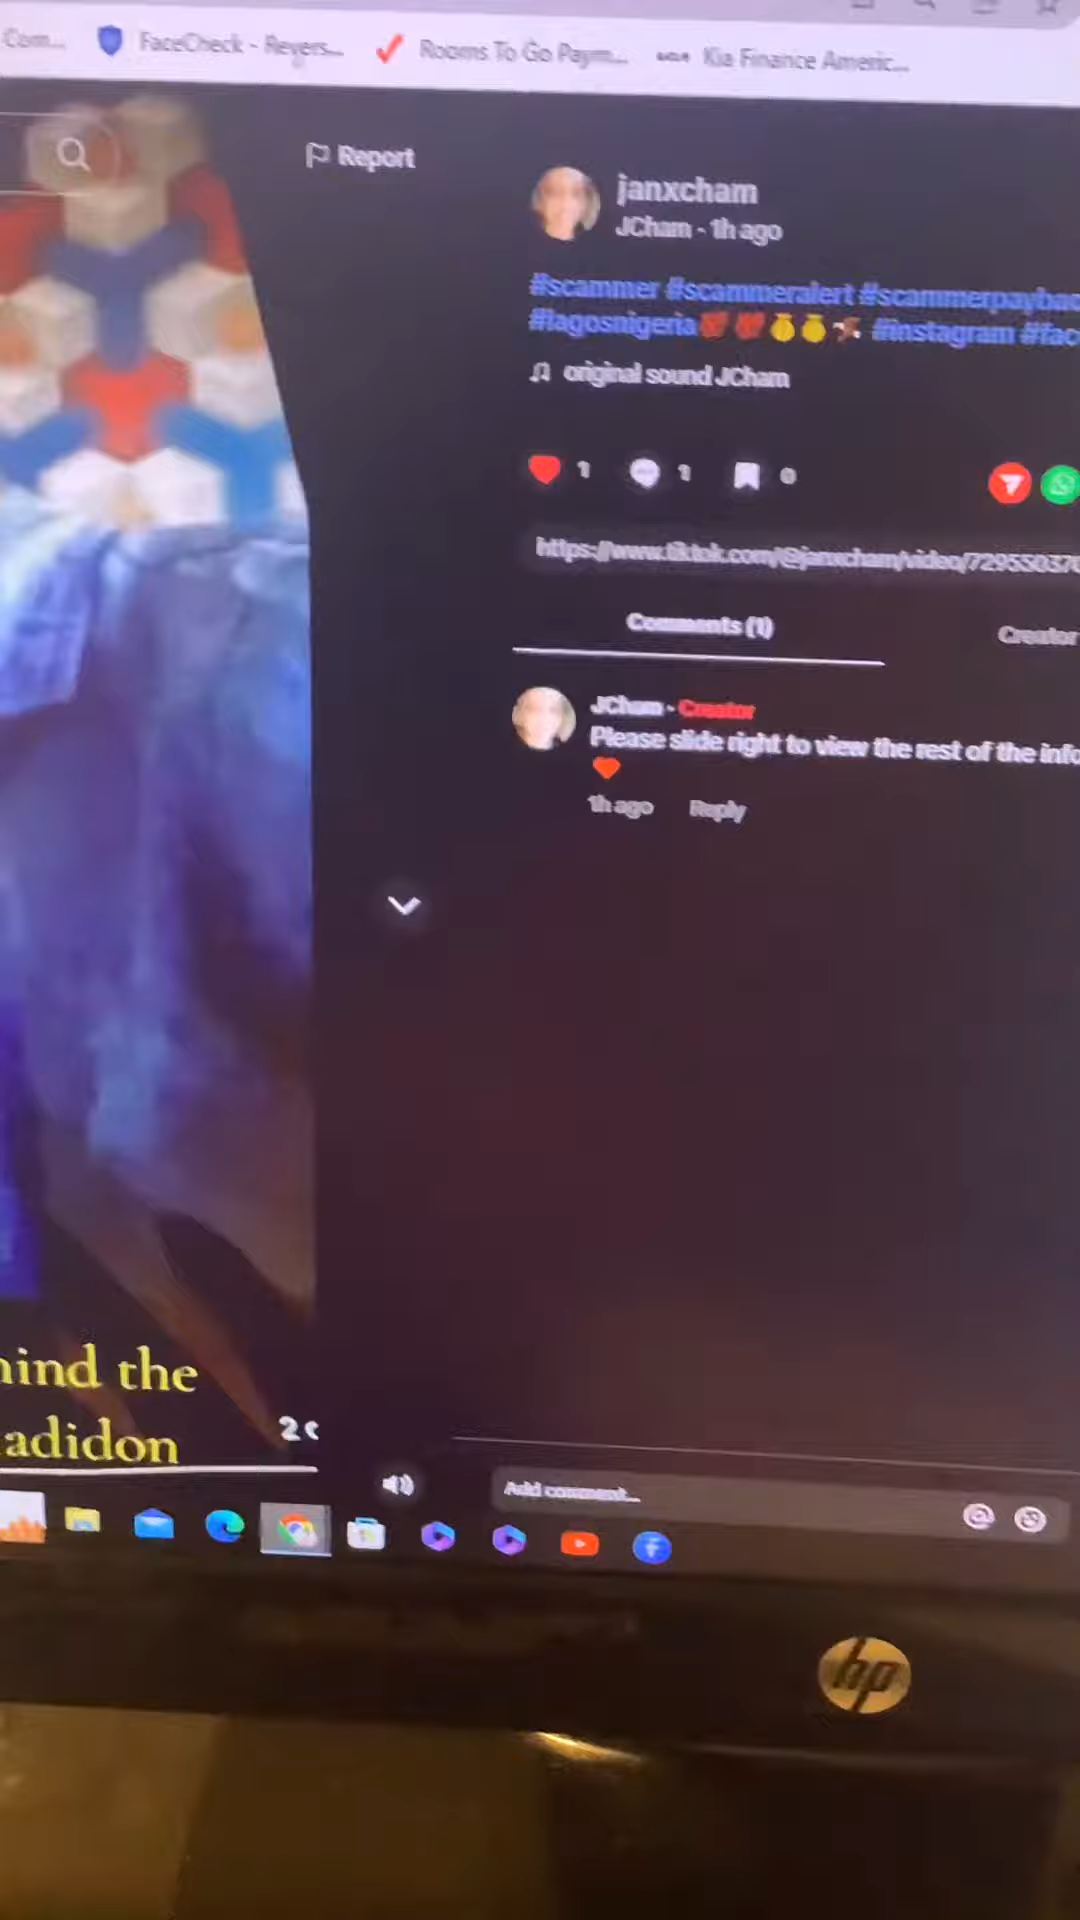 Com...
FaceCheck - Revers...
Rooms To Go Paym...
Kia Finance Americ...
Report
janxcham
JCham - 1h ago
#scammer #scammeralert #scammerpaybac
#lagosnigeria💯💯🥇🥇 #instagram #fac
original sound JCham
1
1
0
https://www.tiktok.com/@janxcham/video/729550370
Comments (1)
Creator
JCham - Creator
Please slide right to view the rest of the info
❤️
1h ago
Reply
hind the
adidon
Add comment...
hp